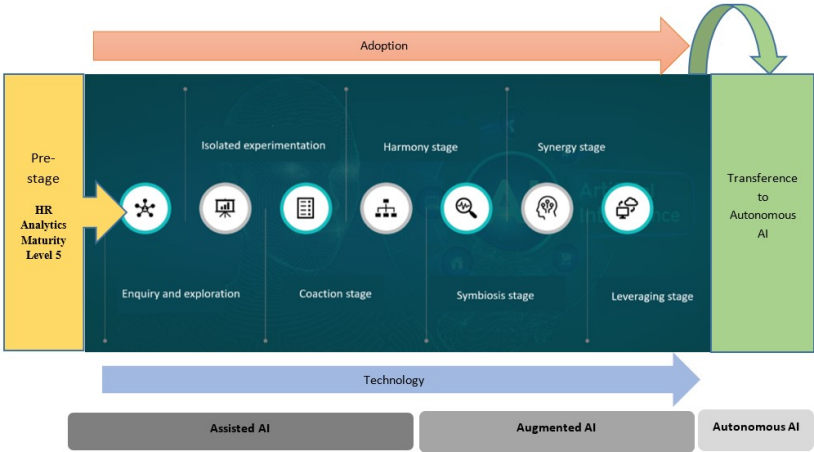 Adoption
Pre-
stage
HR
Analytics
Maturity
Level 5
Isolated experimentation
Harmony stage
Synergy stage
Enquiry and exploration
Coaction stage
Symbiosis stage
Leveraging stage
Transference
to
Autonomous
AI
Technology
Assisted AI
Augmented AI
Autonomous AI